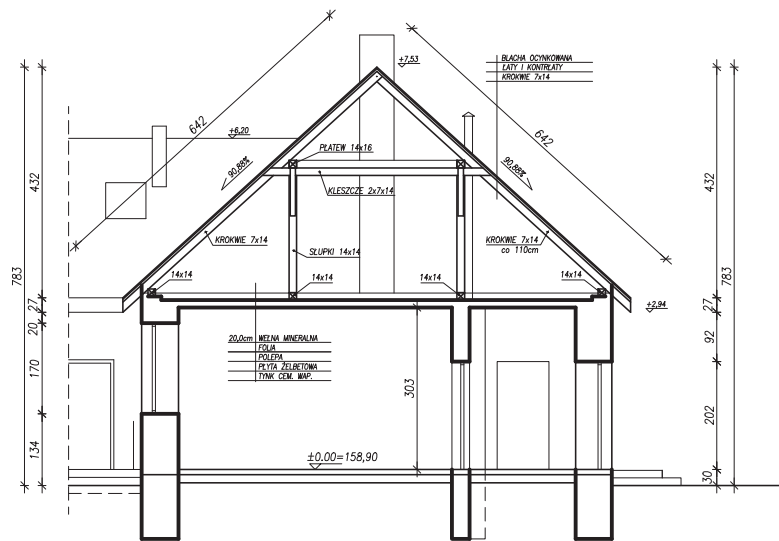 +7,53
BLACHA OCYNKOWANA
ŁATY I KONTRŁATY
KROKWIE 7x14
642
642
+6,20
PŁATEW 14x16
90,88%
90,88%
KLESZCZE 2x7x14
432
432
KROKWIE 7x14
KROKWIE 7x14
co 110cm
SŁUPKI 14x14
14x14
14x14
14x14
14x14
783
783
27
27
+2,94
20
92
20,0cm WEŁNA MINERALNA
FOLIA
POLEPA
PŁYTA ŻELBETOWA
TYNK CEM. WAP.
170
303
202
134
±0.00=158,90
30